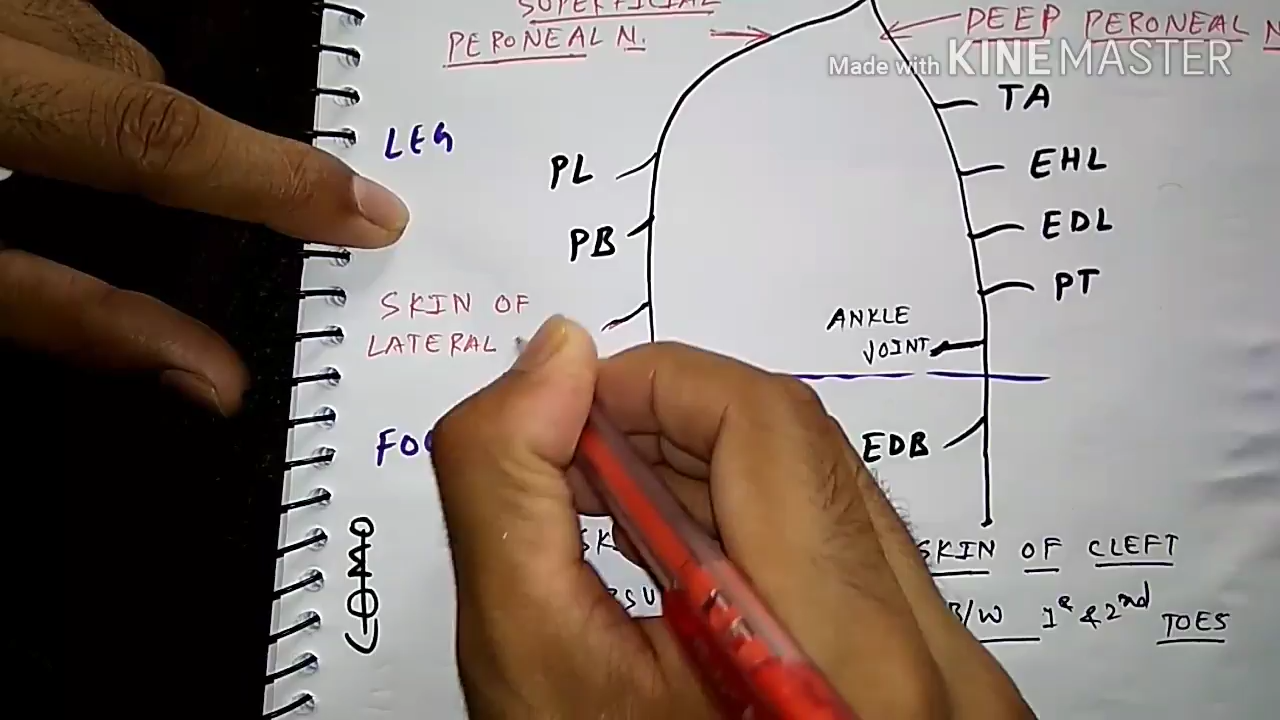 SUPERFICIAL
PERONEAL N.
DEEP PERONEAL N
Made with KINEMASTER
TA
LEG
PL
EHL
PB
EDL
PT
SKIN OF
LATERAL
ANKLE
JOINT
EDB
SKIN OF CLEFT
B/W 1st & 2nd TOES